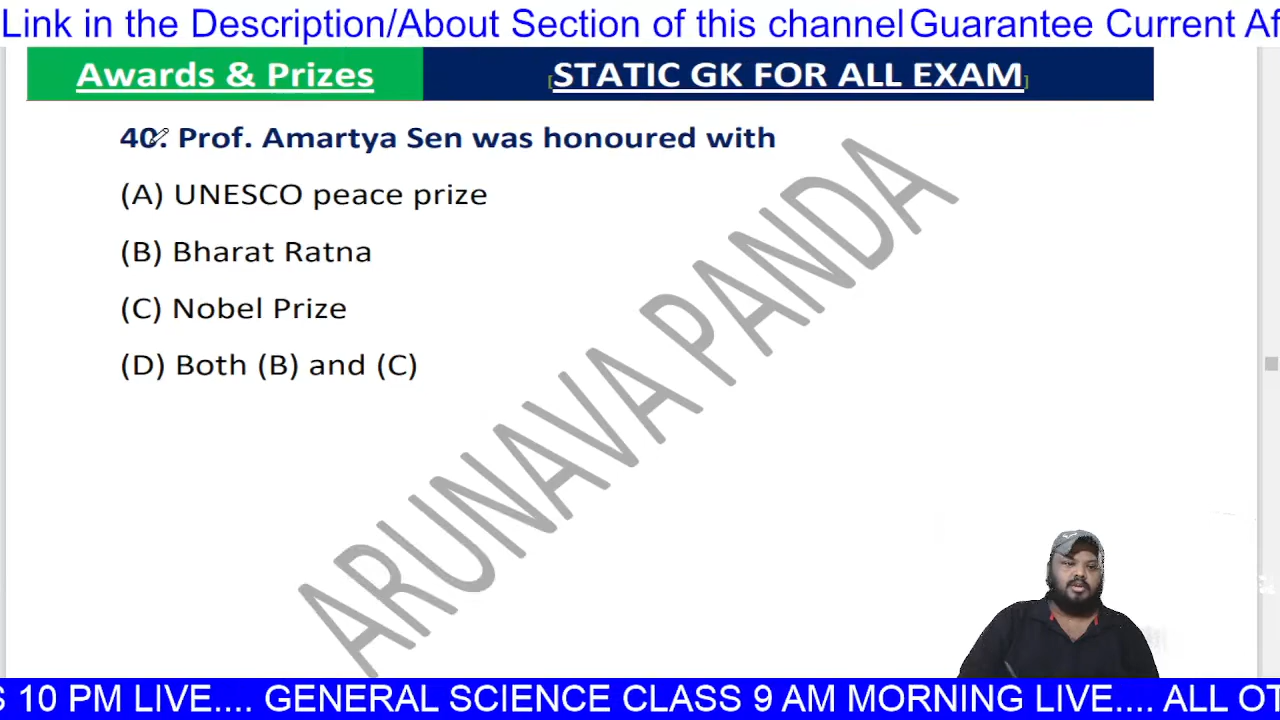 Link in the Description/About Section of this channel Guarantee Current Af
Awards & Prizes
[STATIC GK FOR ALL EXAM]
40. Prof. Amartya Sen was honoured with
(A) UNESCO peace prize
(B) Bharat Ratna
(C) Nobel Prize
(D) Both (B) and (C)
ARUNAVA PANDA
S 10 PM LIVE.... GENERAL SCIENCE CLASS 9 AM MORNING LIVE.... ALL OT